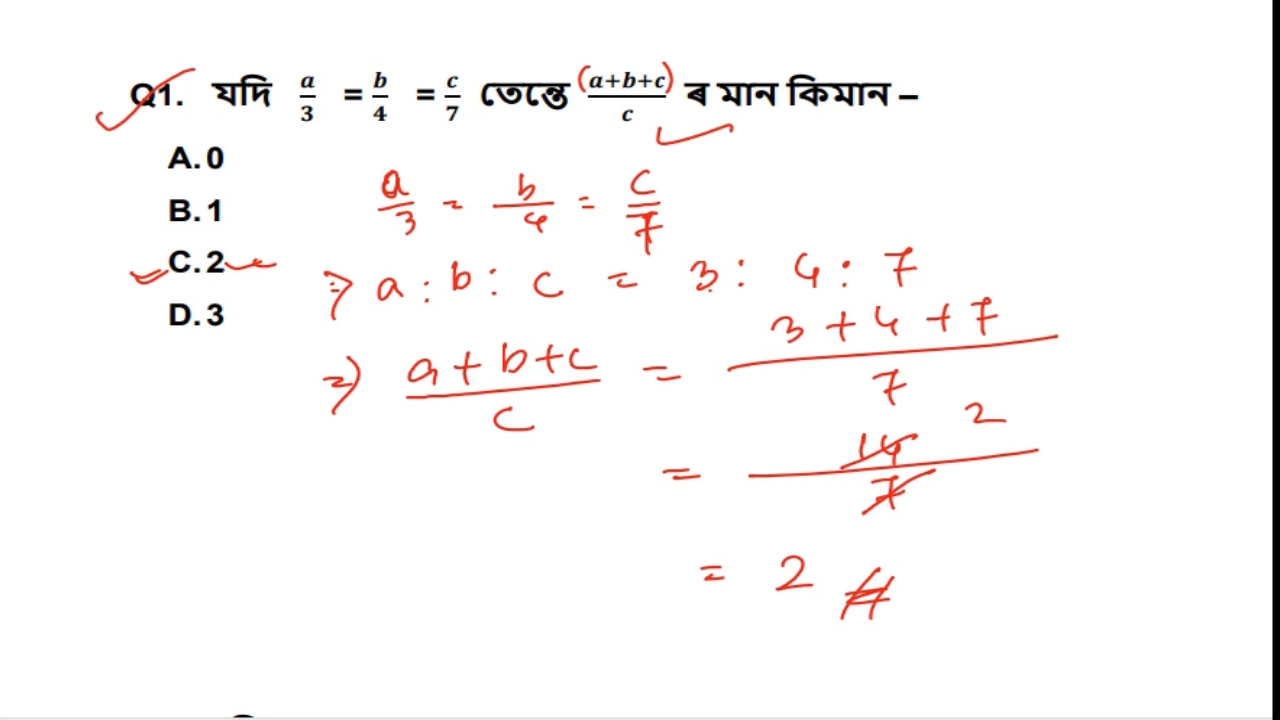 Q1. যদি a/3 = b/4 = c/7 তেন্তে (a+b+c)/c ৰ মান কিমান –
A. 0
B. 1
C. 2
D. 3
a/3 = b/4 = c/7
⇒ a : b : c = 3 : 4 : 7
⇒ a + b + c / c = 3 + 4 + 7 / 7
= 14 / 7 2
= 2